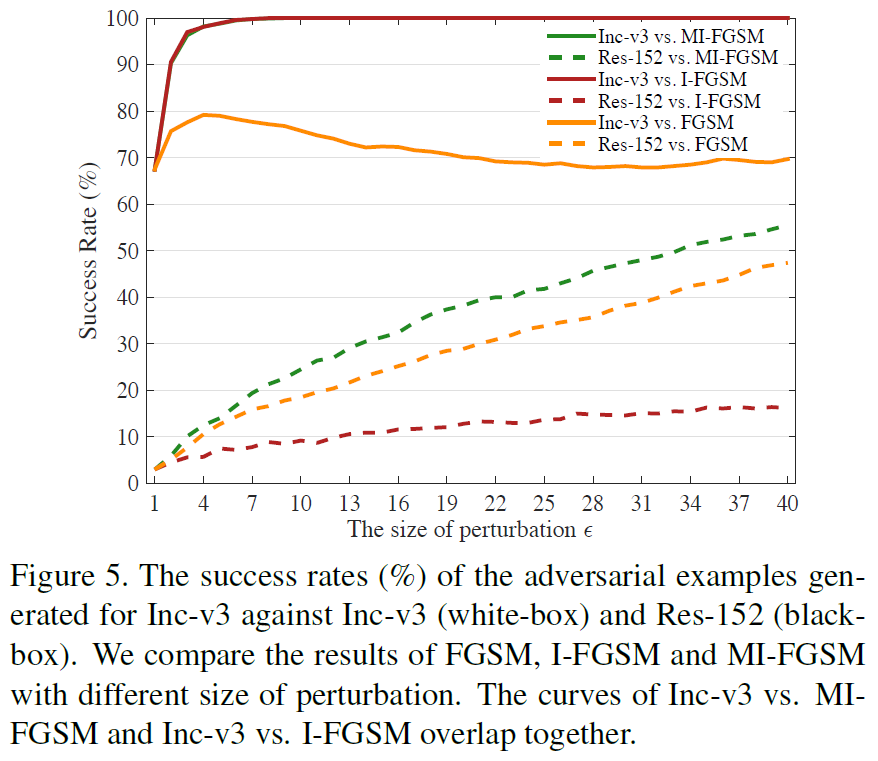 100
90
80
70
60
50
40
30
20
10
0
Success Rate (%)
Inc-v3 vs. MI-FGSM
Res-152 vs. MI-FGSM
Inc-v3 vs. I-FGSM
Res-152 vs. I-FGSM
Inc-v3 vs. FGSM
Res-152 vs. FGSM
1 4 7 10 13 16 19 22 25 28 31 34 37 40
The size of perturbation ϵ
Figure 5. The success rates (%) of the adversarial examples gen-
erated for Inc-v3 against Inc-v3 (white-box) and Res-152 (black-
box). We compare the results of FGSM, I-FGSM and MI-FGSM
with different size of perturbation. The curves of Inc-v3 vs. MI-
FGSM and Inc-v3 vs. I-FGSM overlap together.